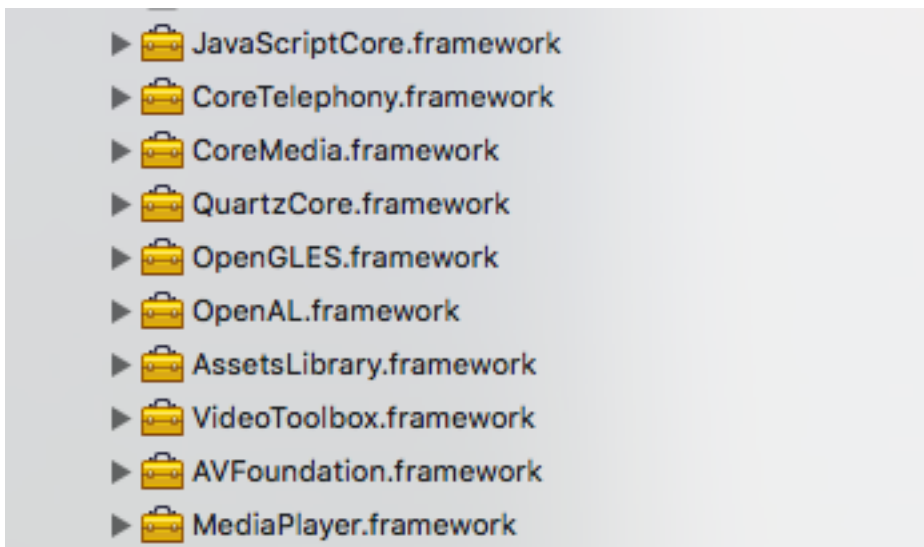 JavaScriptCore.framework
CoreTelephony.framework
CoreMedia.framework
QuartzCore.framework
OpenGLES.framework
OpenAL.framework
AssetsLibrary.framework
VideoToolbox.framework
AVFoundation.framework
MediaPlayer.framework